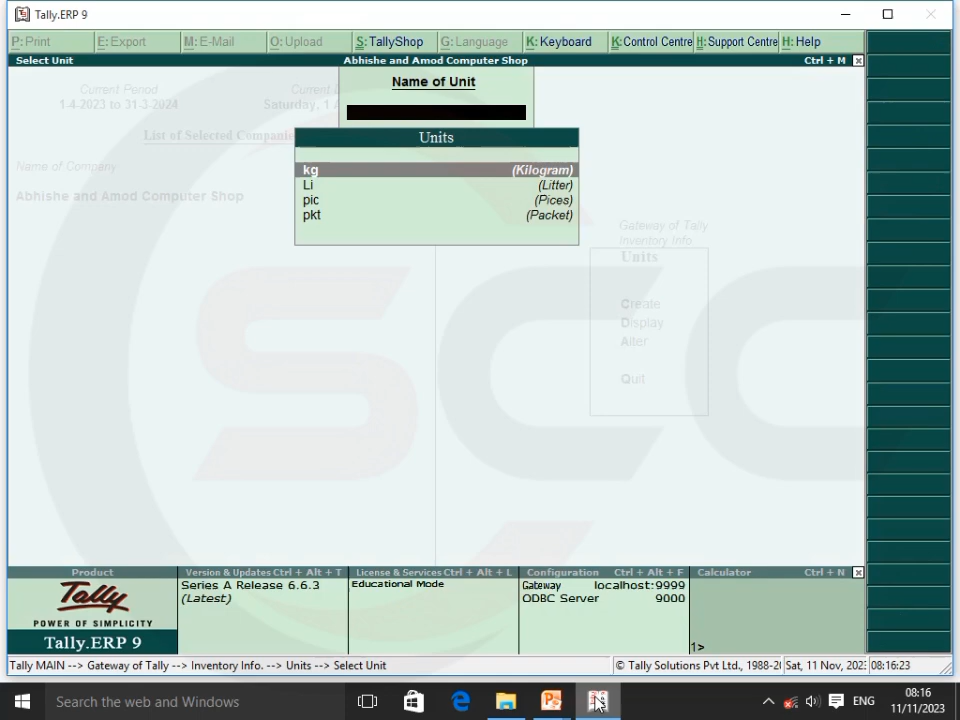 Tally.ERP 9
P: Print E: Export M: E-Mail O: Upload S: TallyShop G: Language K: Keyboard K: Control Centre H: Support Centre H: Help
Select Unit Abhishe and Amod Computer Shop Ctrl + M
Name of Unit
Current Period
1-4-2023 to 31-3-2024
Saturday, 1
List of Selected Companie
Name of Company
Abhishe and Amod Computer Shop
Units
kg (Kilogram)
Li (Litter)
pic (Pices)
pkt (Packet)
Gateway of Tally
Inventory Info.
Units
Create
Display
Alter
Quit
SCC
Product
Tally
POWER OF SIMPLICITY
Tally.ERP 9
Version & Updates Ctrl + Alt + T
Series A Release 6.6.3
(Latest)
License & Services Ctrl + Alt + L
Educational Mode
Configuration Ctrl + Alt + F
Gateway localhost:9999
ODBC Server 9000
Calculator Ctrl + N
1>
Tally MAIN --> Gateway of Tally --> Inventory Info. --> Units --> Select Unit © Tally Solutions Pvt Ltd., 1988-2 Sat, 11 Nov, 202 08:16:23
Search the web and Windows
ENG
08:16
11/11/2023